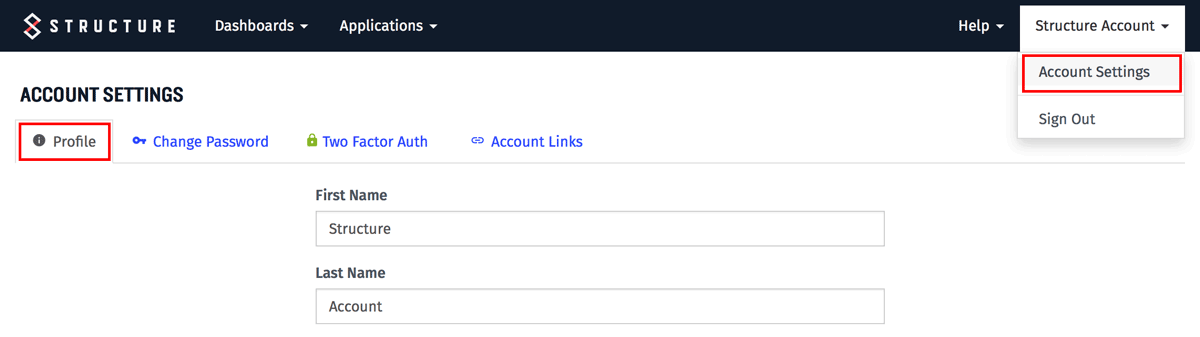 STRUCTURE Dashboards Applications Help Structure Account
Account Settings
Sign Out
ACCOUNT SETTINGS
Profile Change Password Two Factor Auth Account Links
First Name
Structure
Last Name
Account